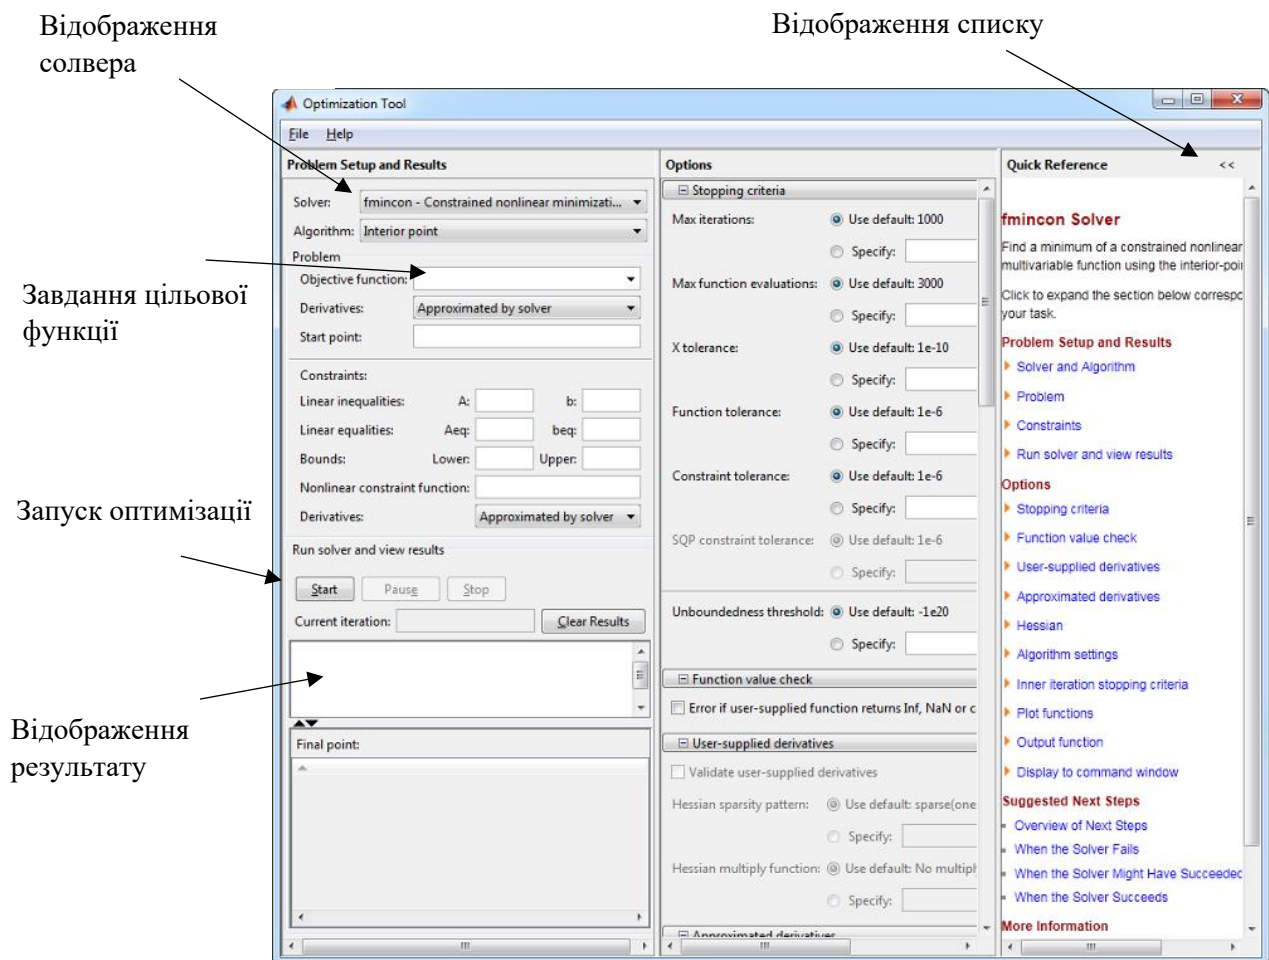 Відображення
солвера
Відображення списку
Завдання цільової
функції
Запуск оптимізації
Відображення
результату
Optimization Tool
File Help
Problem Setup and Results
Solver: fmincon - Constrained nonlinear minimizati...
Algorithm: Interior point
Problem
Objective function:
Derivatives: Approximated by solver
Start point:
Constraints:
Linear inequalities: A: b:
Linear equalities: Aeq: beq:
Bounds: Lower: Upper:
Nonlinear constraint function:
Derivatives: Approximated by solver
Run solver and view results
Start Pause Stop
Current iteration: Clear Results
Final point:
Options
Stopping criteria
Max iterations: Use default: 1000
Specify:
Max function evaluations: Use default: 3000
Specify:
X tolerance: Use default: 1e-10
Specify:
Function tolerance: Use default: 1e-6
Specify:
Constraint tolerance: Use default: 1e-6
Specify:
SQP constraint tolerance: Use default: 1e-6
Specify:
Unboundedness threshold: Use default: -1e20
Specify:
Function value check
Error if user-supplied function returns Inf, NaN or c
User-supplied derivatives
Validate user-supplied derivatives
Hessian sparsity pattern: Use default: sparse(one
Specify:
Hessian multiply function: Use default: No multipl
Specify:
Approximated derivatives
Quick Reference <<
fmincon Solver
Find a minimum of a constrained nonlinear
multivariable function using the interior-poi
Click to expand the section below correspo
your task.
Problem Setup and Results
Solver and Algorithm
Problem
Constraints
Run solver and view results
Options
Stopping criteria
Function value check
User-supplied derivatives
Approximated derivatives
Hessian
Algorithm settings
Inner iteration stopping criteria
Plot functions
Output function
Display to command window
Suggested Next Steps
Overview of Next Steps
When the Solver Fails
When the Solver Might Have Succeeded
When the Solver Succeeds
More Information